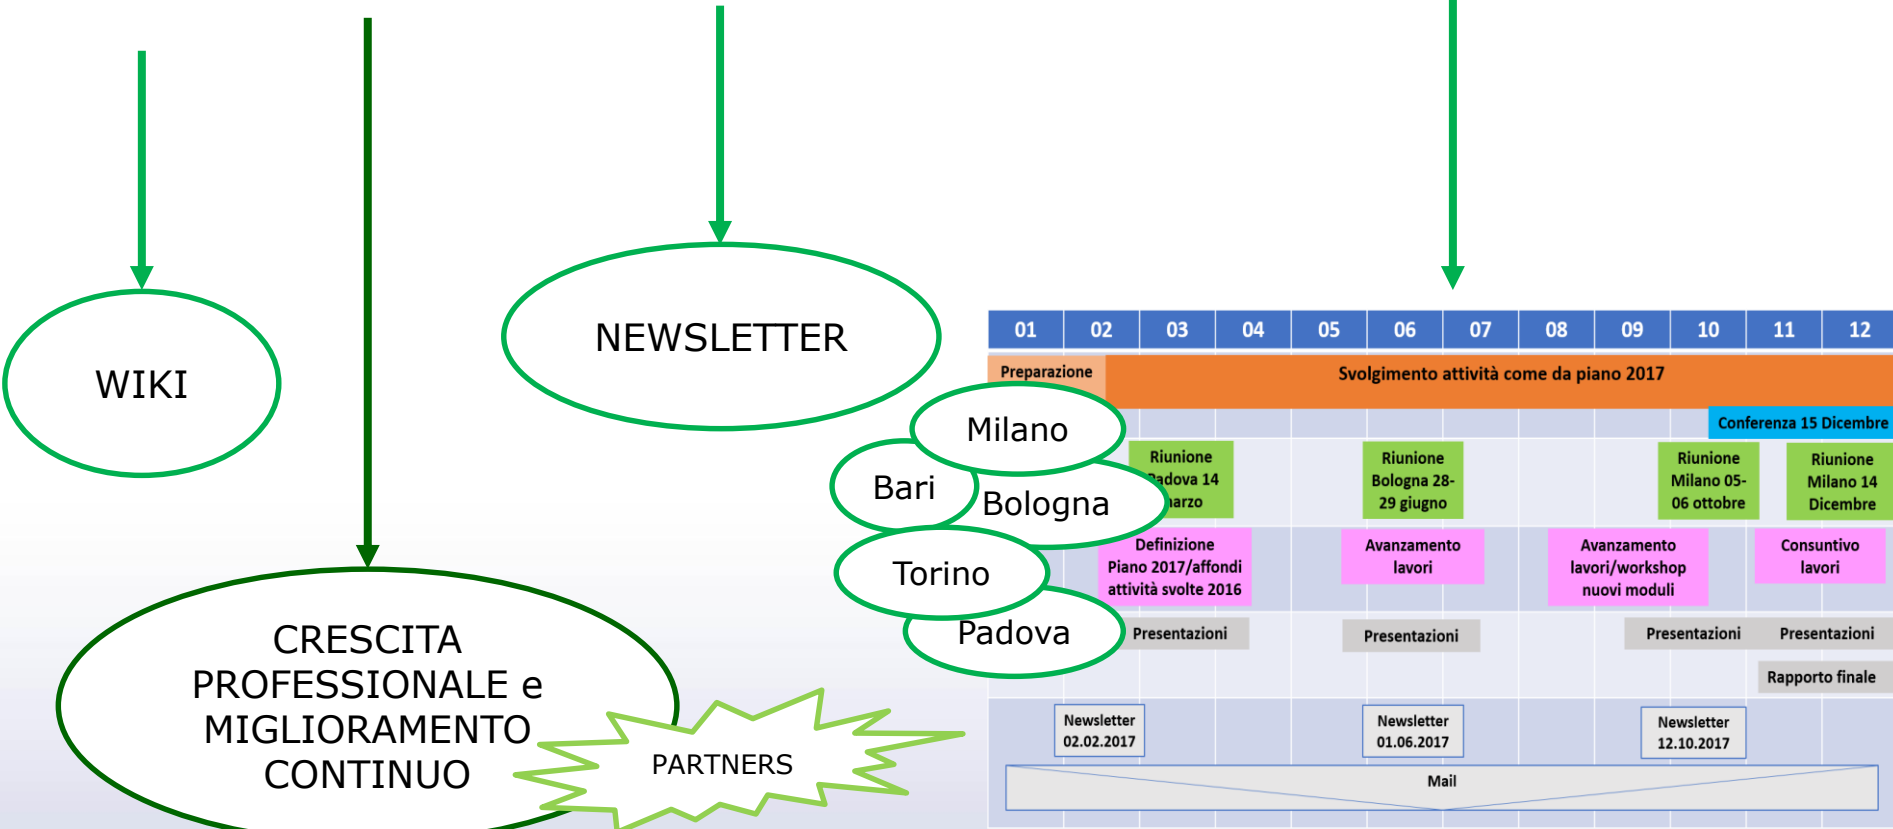 WIKI
NEWSLETTER
CRESCITA
PROFESSIONALE e
MIGLIORAMENTO
CONTINUO
PARTNERS
Milano
Bari
Bologna
Torino
Padova
01 02 03 04 05 06 07 08 09 10 11 12
Preparazione
Svolgimento attività come da piano 2017
Conferenza 15 Dicembre
Riunione
adova 14
arzo
Riunione
Bologna 28-
29 giugno
Riunione
Milano 05-
06 ottobre
Riunione
Milano 14
Dicembre
Definizione
Piano 2017/affondi
attività svolte 2016
Avanzamento
lavori
Avanzamento
lavori/workshop
nuovi moduli
Consuntivo
lavori
Presentazioni
Presentazioni
Presentazioni
Presentazioni
Rapporto finale
Newsletter
02.02.2017
Newsletter
01.06.2017
Newsletter
12.10.2017
Mail